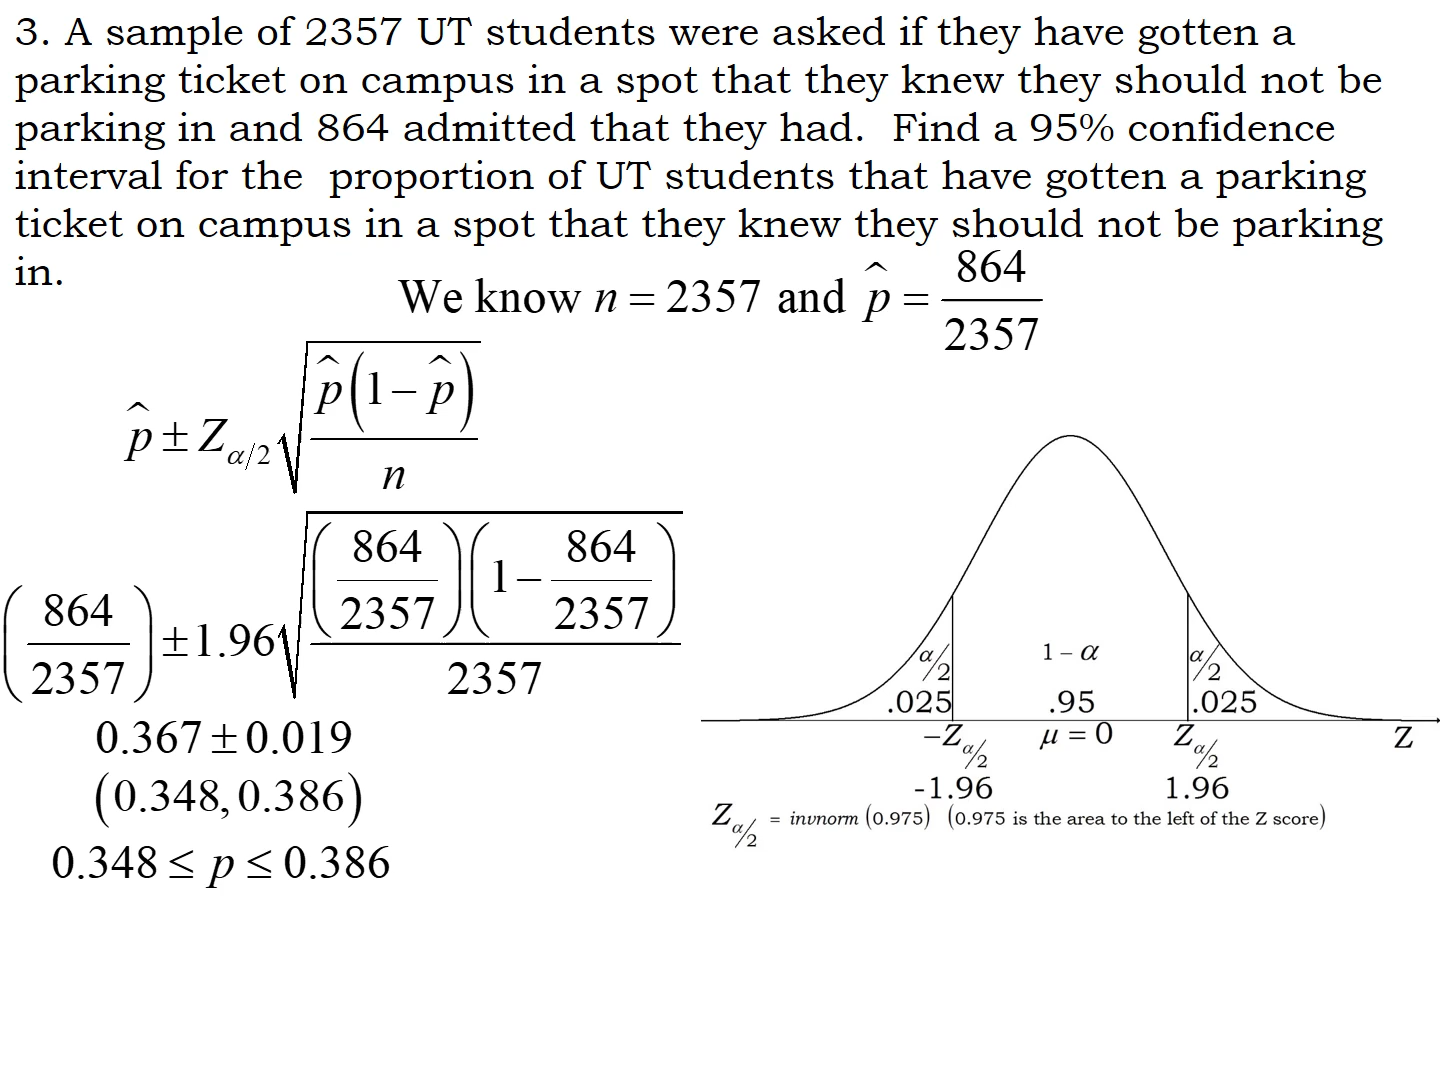 3. A sample of 2357 UT students were asked if they have gotten a
parking ticket on campus in a spot that they knew they should not be
parking in and 864 admitted that they had. Find a 95% confidence
interval for the proportion of UT students that have gotten a parking
ticket on campus in a spot that they knew they should not be parking
in.
We know n = 2357 and p̂ = 864/2357
p̂ ± Z_{α/2} √(p̂(1 − p̂)/n)
(864/2357) ± 1.96 √((864/2357)(1 − 864/2357)/2357)
0.367 ± 0.019
(0.348, 0.386)
0.348 ≤ p ≤ 0.386
α/2 1 − α α/2
.025 .95 .025
−Z_{α/2} μ = 0 Z_{α/2} Z
-1.96 1.96
Z_{α/2} = invnorm (0.975) (0.975 is the area to the left of the Z score)